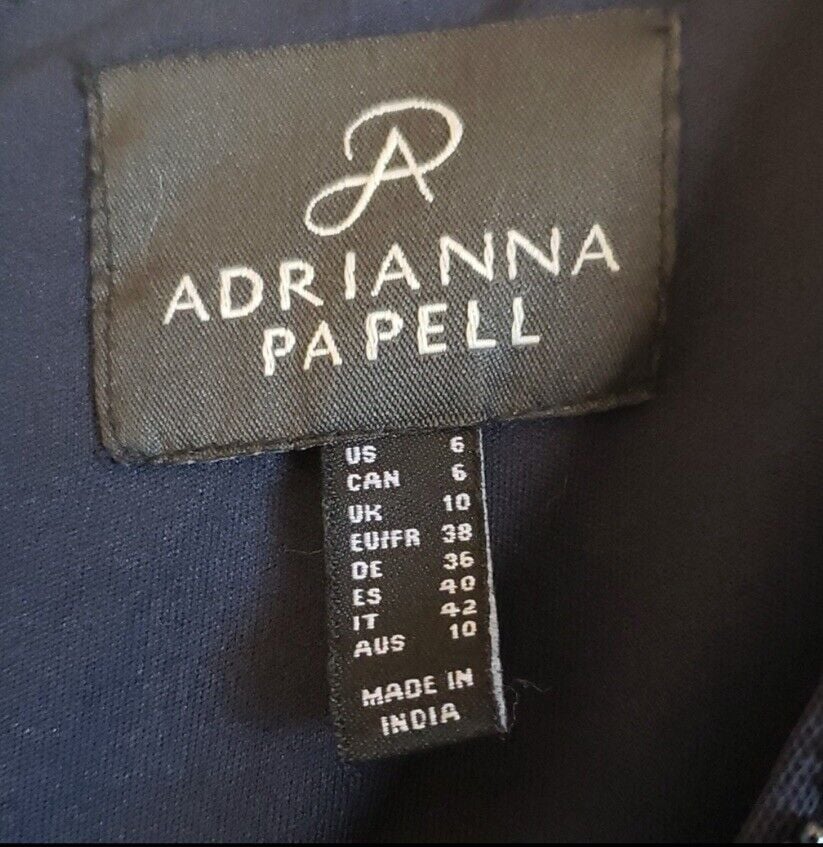 ADRIANNA
PAPELL
US 6
CAN 6
UK 10
EU/FR 38
DE 36
ES 40
IT 42
AUS 10
MADE IN
INDIA